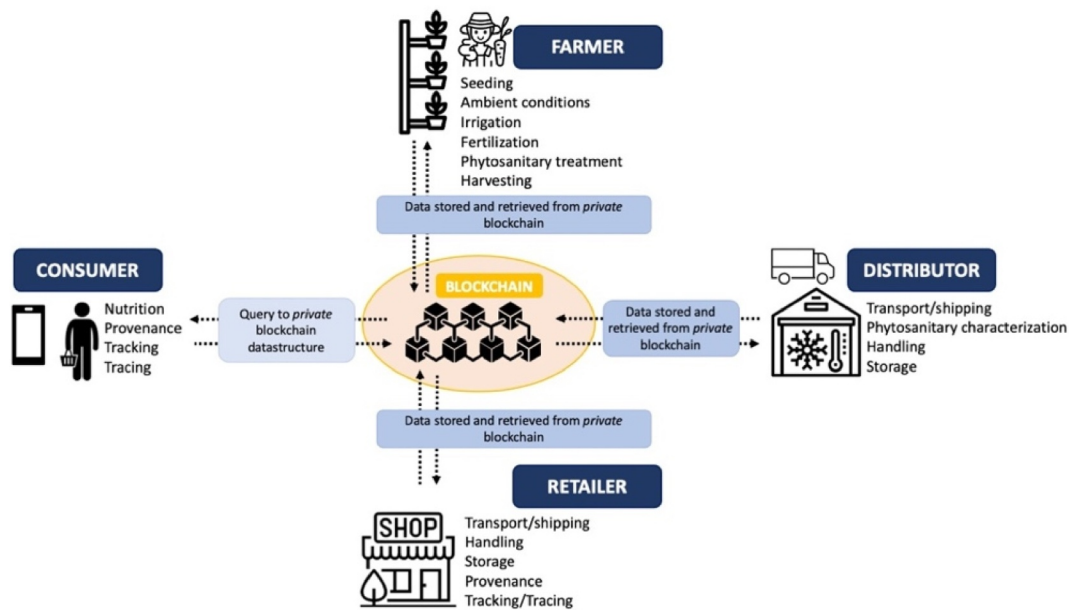 FARMER
Seeding
Ambient conditions
Irrigation
Fertilization
Phytosanitary treatment
Harvesting
Data stored and retrieved from private
blockchain
CONSUMER
Nutrition
Provenance
Tracking
Tracing
Query to private
blockchain
datastructure
BLOCKCHAIN
Data stored and
retrieved from private
blockchain
DISTRIBUTOR
Transport/shipping
Phytosanitary characterization
Handling
Storage
Data stored and retrieved from private
blockchain
RETAILER
SHOP
Transport/shipping
Handling
Storage
Provenance
Tracking/Tracing